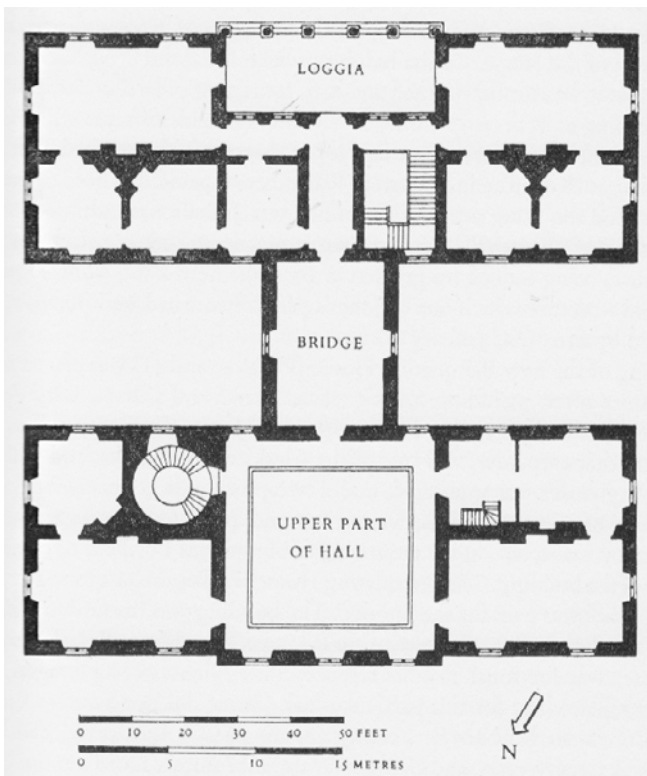 LOGGIA
BRIDGE
UPPER PART
OF HALL
0 10 20 30 40 50 FEET
0 5 10 15 METRES
N